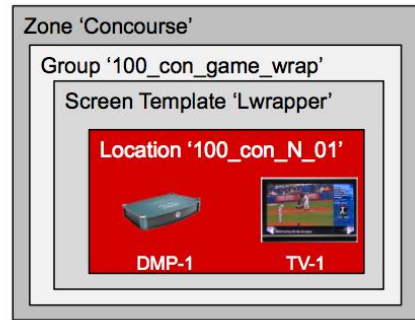 Zone ‘Concourse’
Group ‘100_con_game_wrap’
Screen Template ‘Lwrapper’
Location ‘100_con_N_01’
DMP-1 TV-1